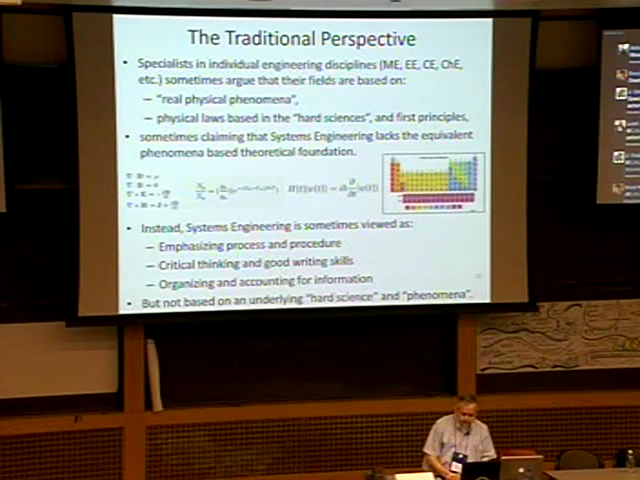 The Traditional Perspective
• Specialists in individual engineering disciplines (ME, EE, CE, ChE,
etc.) sometimes argue that their fields are based on:
– "real physical phenomena",
– physical laws based in the "hard sciences", and first principles,
• sometimes claiming that Systems Engineering lacks the equivalent
phenomena based theoretical foundation.
• Instead, Systems Engineering is sometimes viewed as:
– Emphasizing process and procedure
– Critical thinking and good writing skills
– Organizing and accounting for information
• But not based on an underlying "hard science" and "phenomena".